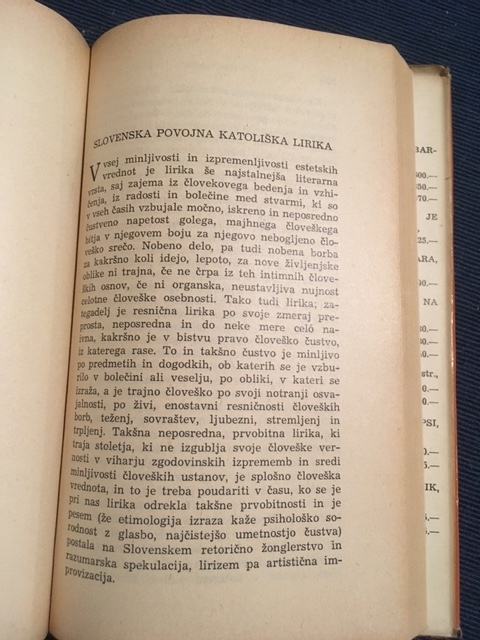 SLOVENSKA POVOJNA KATOLIŠKA LIRIKA
V vsej minljivosti in izpremenljivosti estetskih
vrednot je lirika še najstalnejša literarna
vrsta, saj zajema iz človekovega bedenja in vzhi-
čenja, iz radosti in bolečine med stvarmi, ki so
v vseh časih vzbujale močno, iskreno in neposredno
čustveno napetost golega, majhnega človeškega
bitja v njegovem boju za njegovo nebogljeno člo-
veško srečo. Nobeno delo, pa tudi nobena borba
za kakršno koli idejo, lepoto, za nove življenjske
oblike ni trajna, če ne črpa iz teh intimnih člove-
ških osnov, če ni organska, neustavljiva nujnost
celotne človeške osebnosti. Tako tudi lirika; za-
tegadelj je resnična lirika po svoje zmeraj pre-
prosta, neposredna in do neke mere celó na-
ivna, kakršno je v bistvu pravo človeško čustvo,
iz katerega rase. To in takšno čustvo je minljivo
po predmetih in dogodkih, ob katerih se je vzbu-
rilo v bolečini ali veselju, po obliki, v kateri se
izraža, a je trajno človeško po svoji notranji osva-
jalnosti, po živi, enostavni resničnosti človeških
borb, teženj, sovraštev, ljubezni, stremljenj in
trpljenj. Takšna neposredna, prvobitna lirika, ki
traja stoletja, ki ne izgublja svoje človeške ver-
nosti v viharju zgodovinskih izprememb in sredi
minljivosti človeških ustanov, je splošno človeška
vrednota, in to je treba poudariti v času, ko se je
pri nas lirika odrekla takšne prvobitnosti in je
pesem (že etimologija izraza kaže psihološko so-
rodnost z glasbo, najčistejšo umetnostjo čustva)
postala na Slovenskem retorično žonglerstvo in
razumarska spekulacija, lirizem pa artistična im-
provizacija.
BAR-
800.—
850.—
70.—
JE
25.—
ARA,
NA
str.,
PSI,
IK,